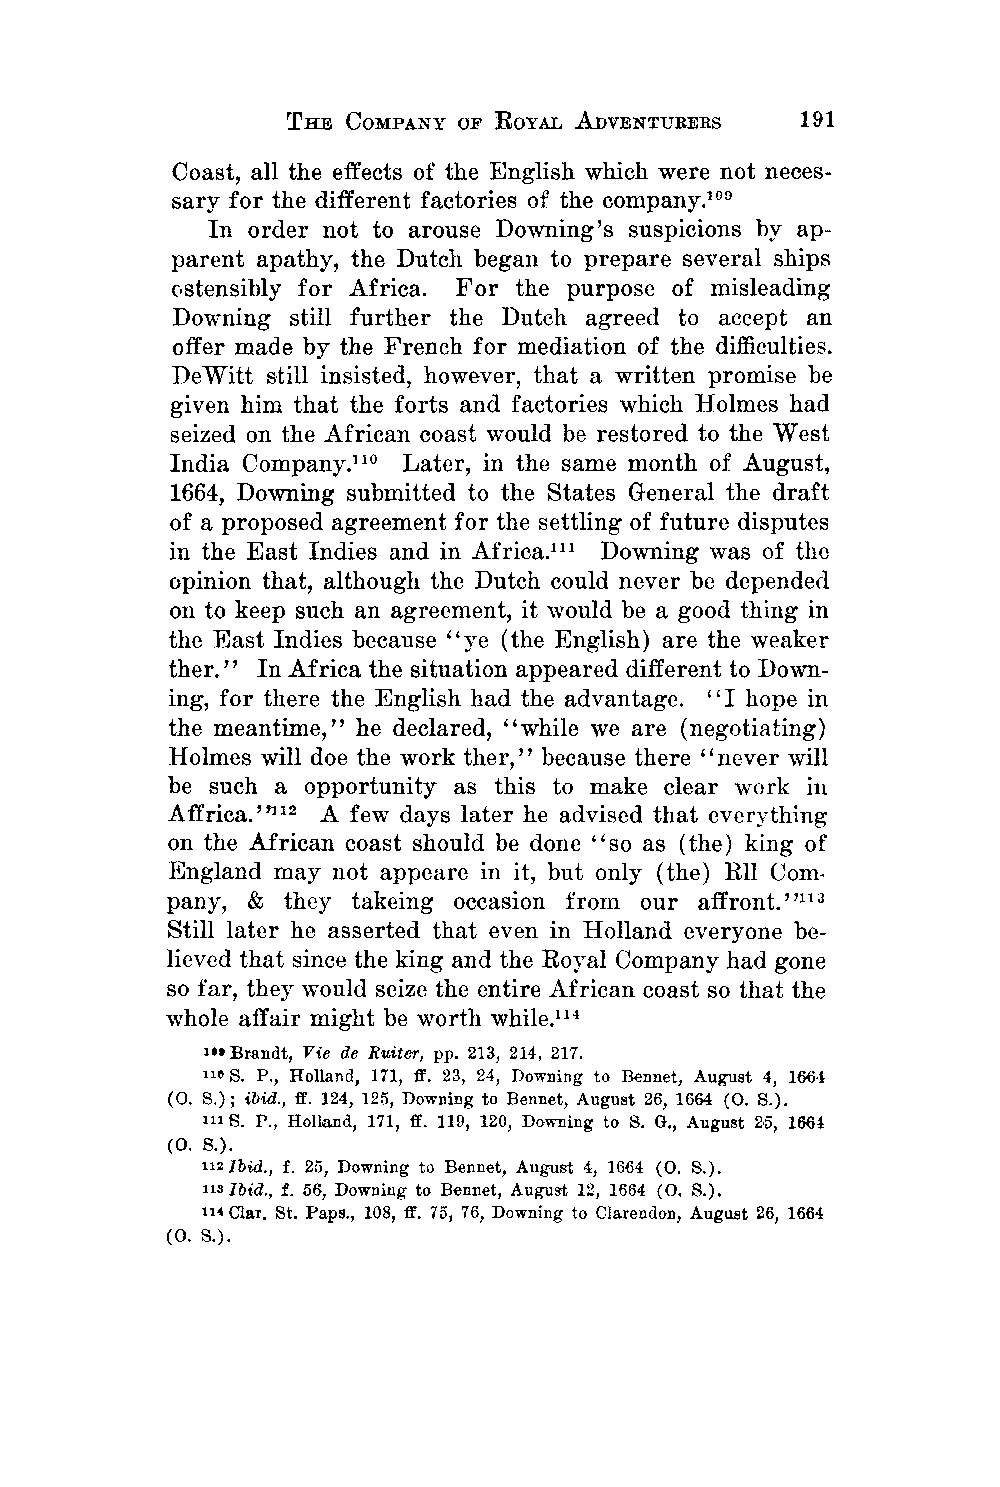 THE COMPANY OF ROYAL ADVENTURERS 191
Coast, all the effects of the English which were not neces-
sary for the different factories of the company.¹⁰⁹
In order not to arouse Downing's suspicions by ap-
parent apathy, the Dutch began to prepare several ships
ostensibly for Africa. For the purpose of misleading
Downing still further the Dutch agreed to accept an
offer made by the French for mediation of the difficulties.
DeWitt still insisted, however, that a written promise be
given him that the forts and factories which Holmes had
seized on the African coast would be restored to the West
India Company.¹¹⁰ Later, in the same month of August,
1664, Downing submitted to the States General the draft
of a proposed agreement for the settling of future disputes
in the East Indies and in Africa.¹¹¹ Downing was of the
opinion that, although the Dutch could never be depended
on to keep such an agreement, it would be a good thing in
the East Indies because ‘‘ye (the English) are the weaker
ther.’’ In Africa the situation appeared different to Down-
ing, for there the English had the advantage. ‘‘I hope in
the meantime,’’ he declared, ‘‘while we are (negotiating)
Holmes will doe the work ther,’’ because there ‘‘never will
be such a opportunity as this to make clear work in
Affrica.’’¹¹² A few days later he advised that everything
on the African coast should be done ‘‘so as (the) king of
England may not appeare in it, but only (the) Rll Com-
pany, & they takeing occasion from our affront.’’¹¹³
Still later he asserted that even in Holland everyone be-
lieved that since the king and the Royal Company had gone
so far, they would seize the entire African coast so that the
whole affair might be worth while.¹¹⁴
¹⁰⁹ Brandt, Vie de Ruiter, pp. 213, 214, 217.
¹¹⁰ S. P., Holland, 171, ff. 23, 24, Downing to Bennet, August 4, 1664
(O. S.); ibid., ff. 124, 125, Downing to Bennet, August 26, 1664 (O. S.).
¹¹¹ S. P., Holland, 171, ff. 119, 120, Downing to S. G., August 25, 1664
(O. S.).
¹¹² Ibid., f. 25, Downing to Bennet, August 4, 1664 (O. S.).
¹¹³ Ibid., f. 56, Downing to Bennet, August 12, 1664 (O. S.).
¹¹⁴ Clar. St. Paps., 108, ff. 75, 76, Downing to Clarendon, August 26, 1664
(O. S.).